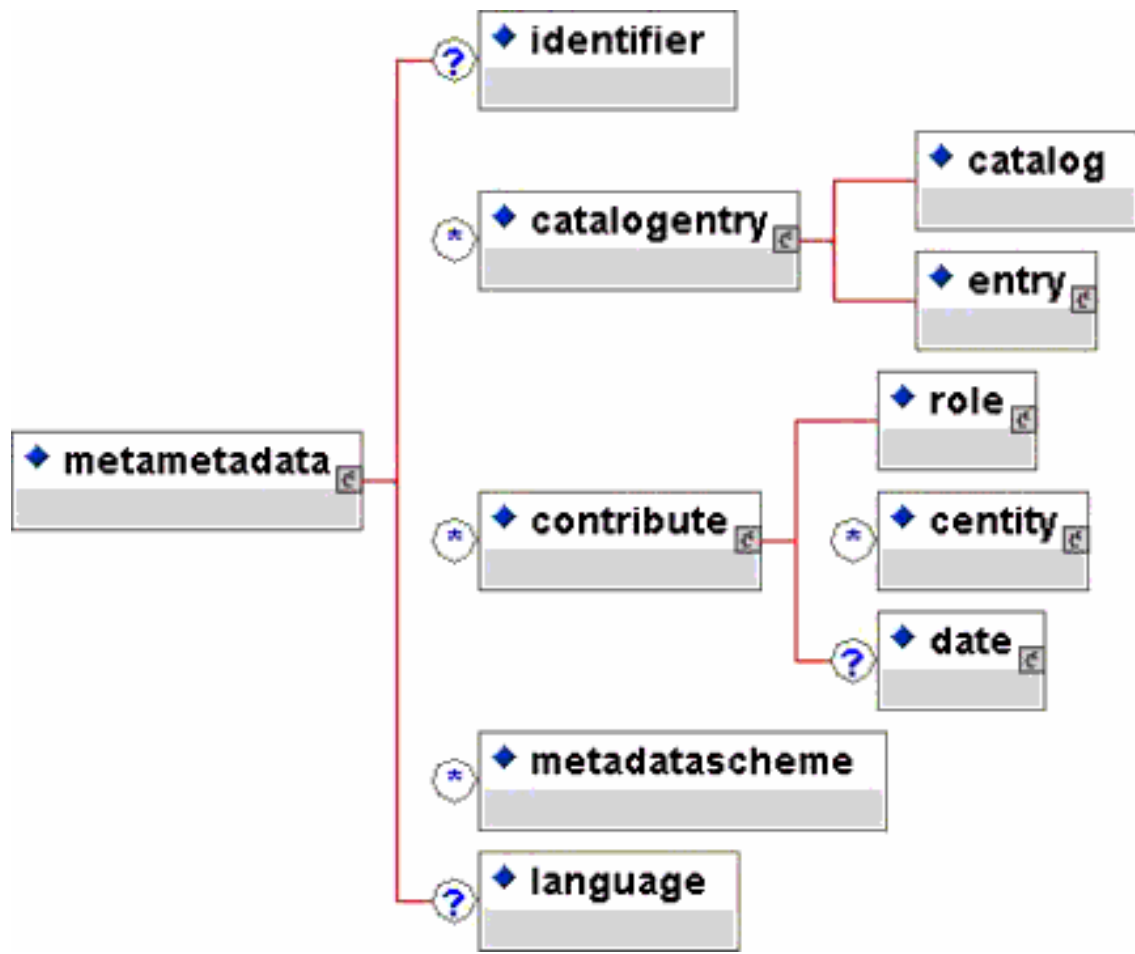 ? identifier
catalog
* catalogentry
entry
role
metametadata
* contribute
* centity
? date
* metadatascheme
? language